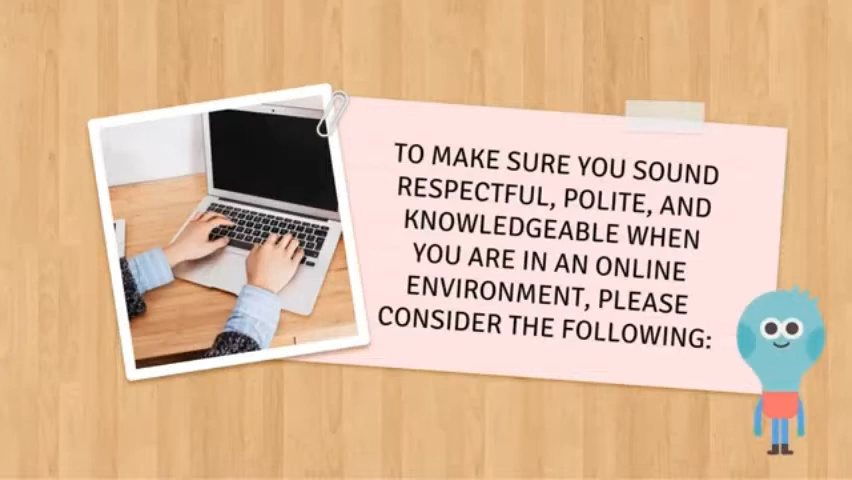 TO MAKE SURE YOU SOUND
RESPECTFUL, POLITE, AND
KNOWLEDGEABLE WHEN
YOU ARE IN AN ONLINE
ENVIRONMENT, PLEASE
CONSIDER THE FOLLOWING: